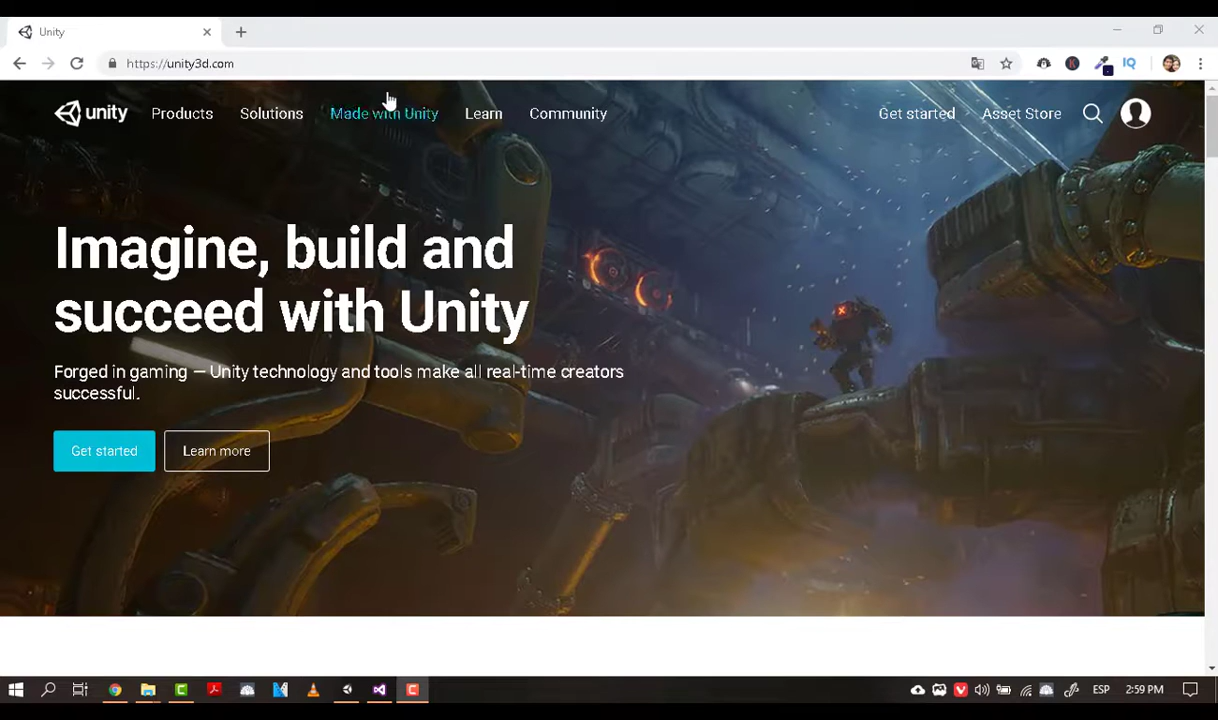 Unity
https://unity3d.com
IQ
unity Products Solutions Made with Unity Learn Community Get started Asset Store
Imagine, build and
succeed with Unity
Forged in gaming — Unity technology and tools make all real-time creators
successful.
Get started Learn more
ESP 2:59 PM